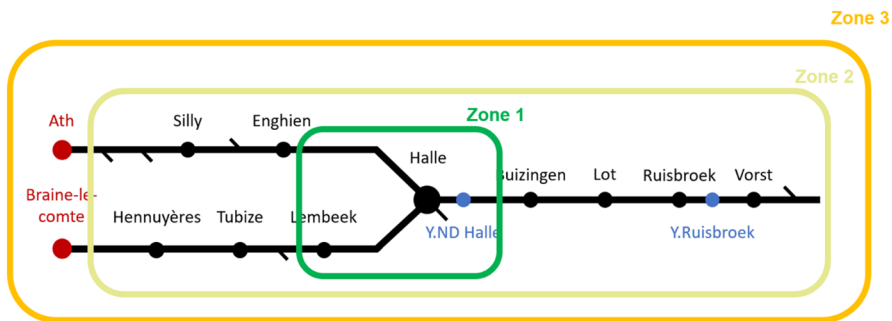 Zone 3
Zone 2
Zone 1
Ath
Silly
Enghien
Halle
Buizingen
Lot
Ruisbroek
Vorst
Braine-le-
comte
Hennuyères
Tubize
Lembeek
Y.ND Halle
Y.Ruisbroek